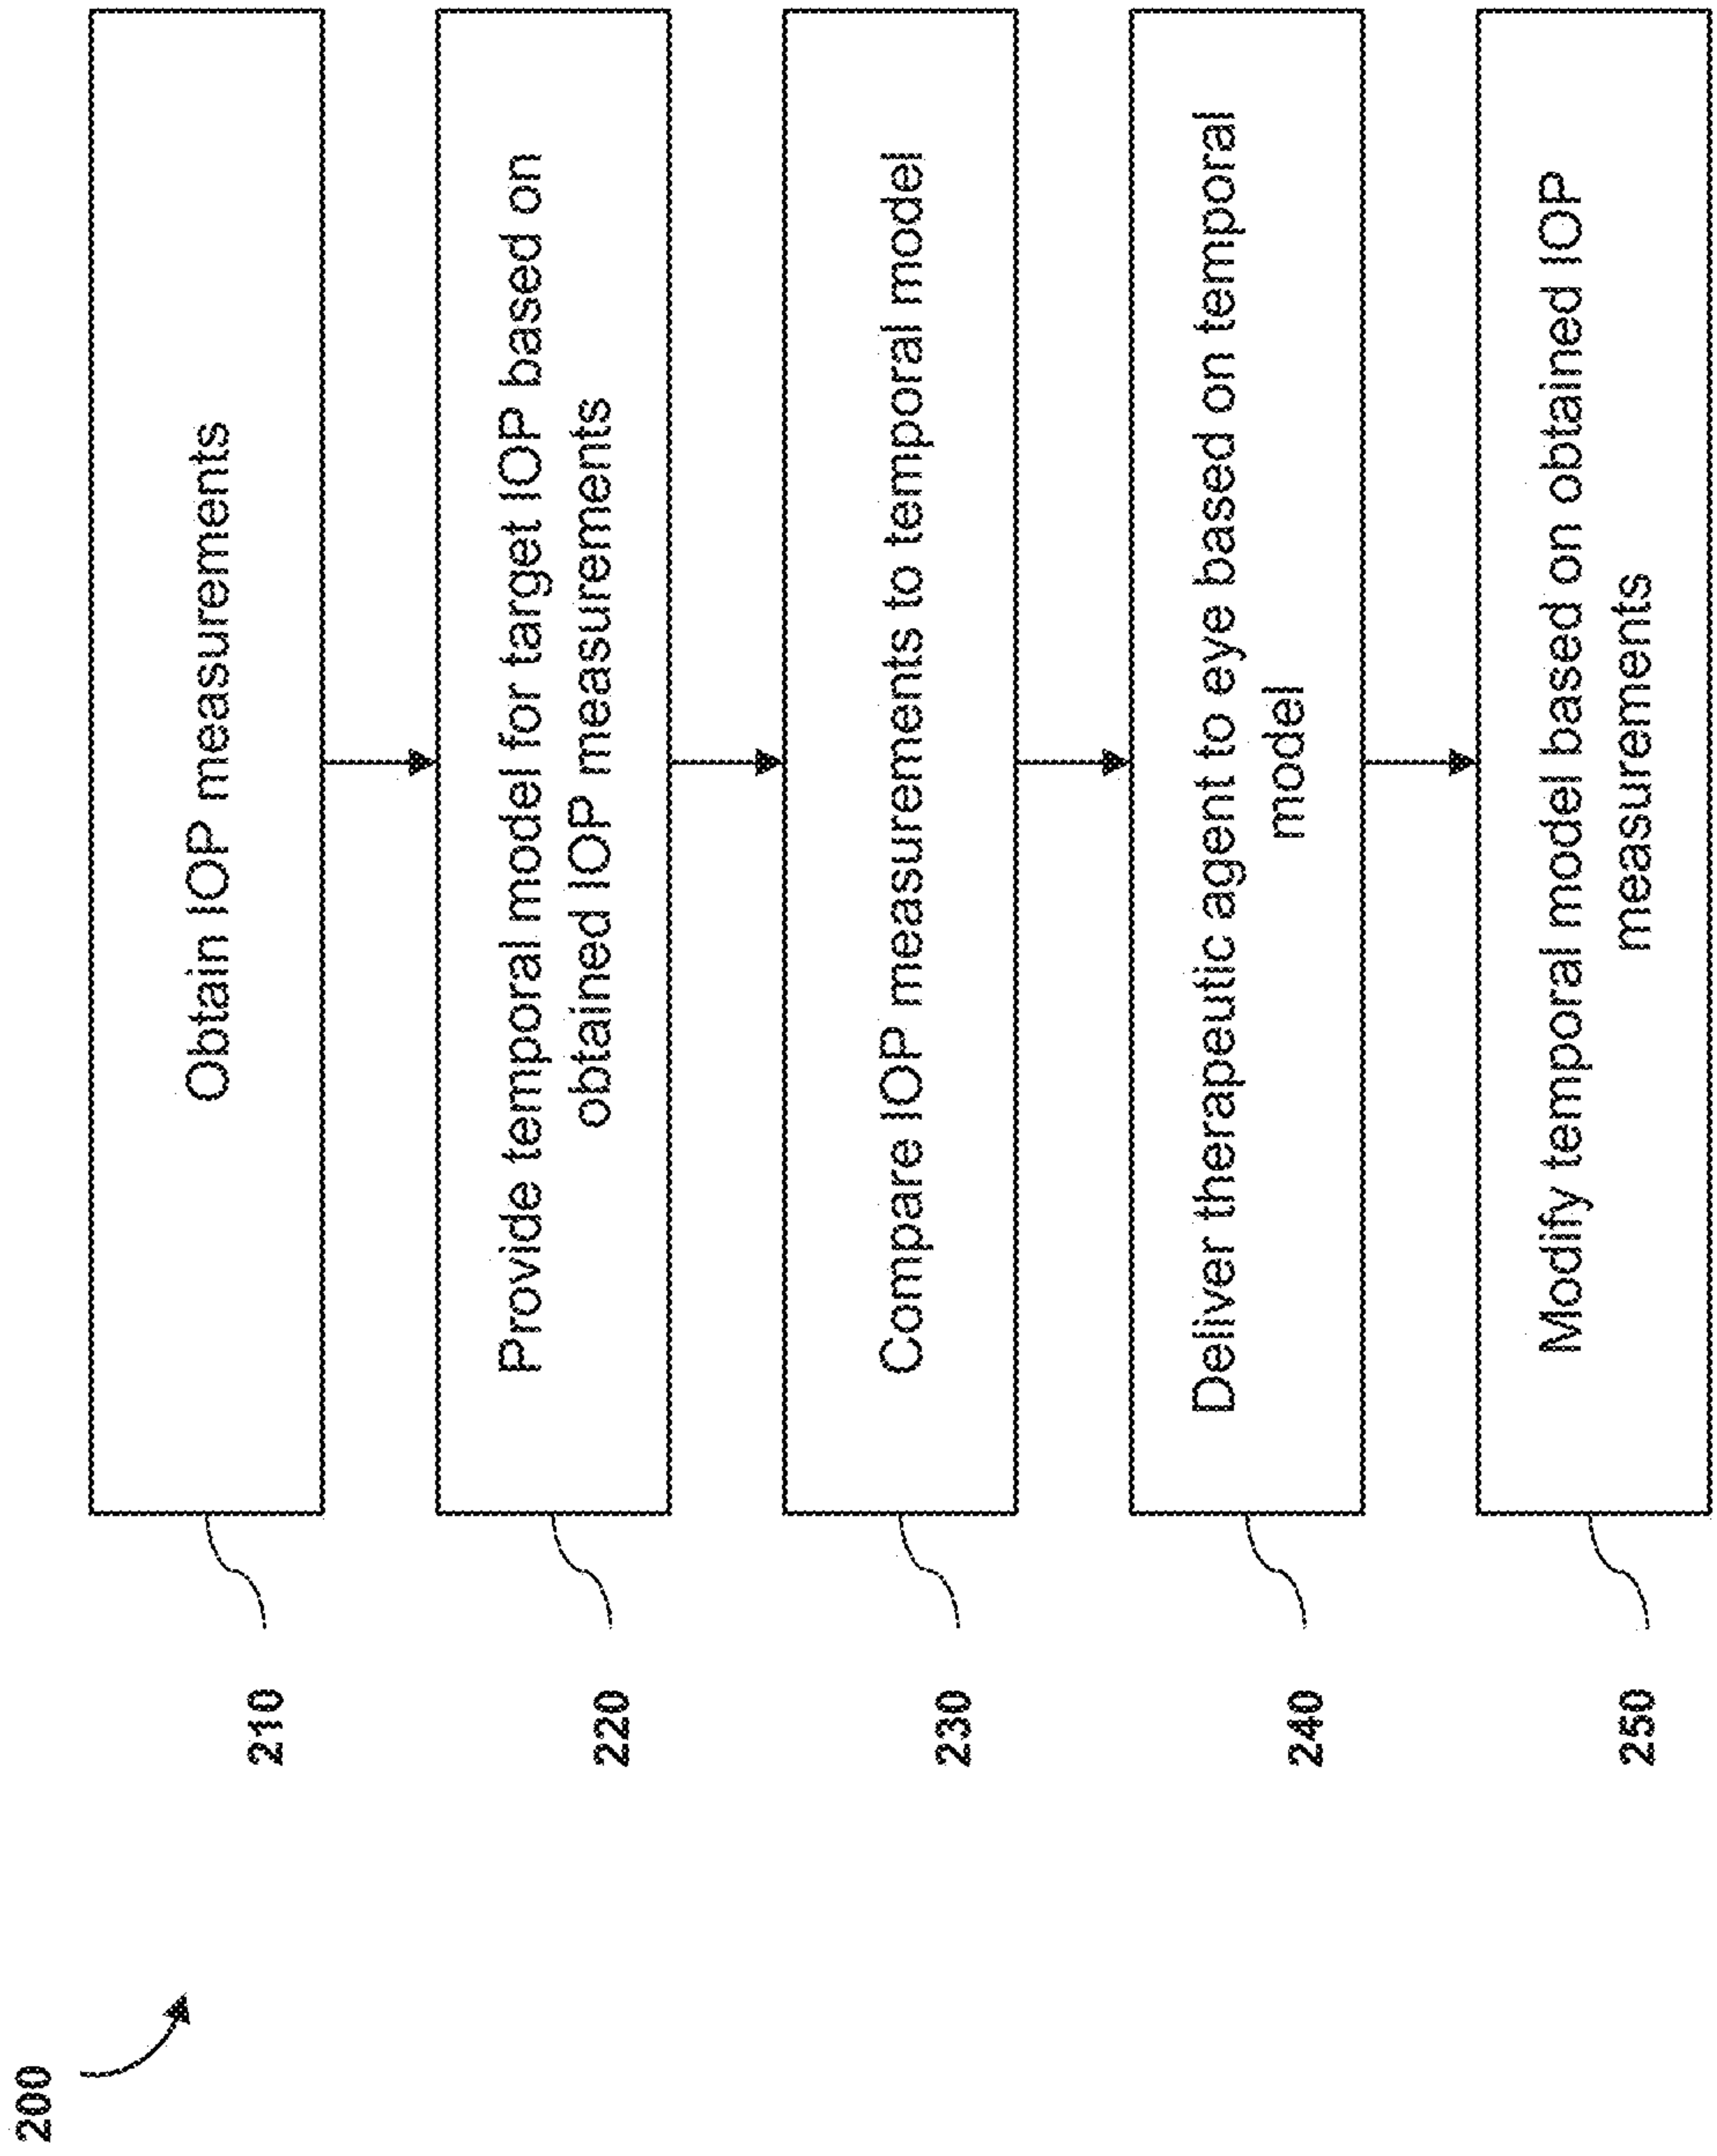 200
210
Obtain IOP measurements
220
Provide temporal model for target IOP based on
obtained IOP measurements
230
Compare IOP measurements to temporal model
240
Deliver therapeutic agent to eye based on temporal
model
250
Modify temporal model based on obtained IOP
measurements